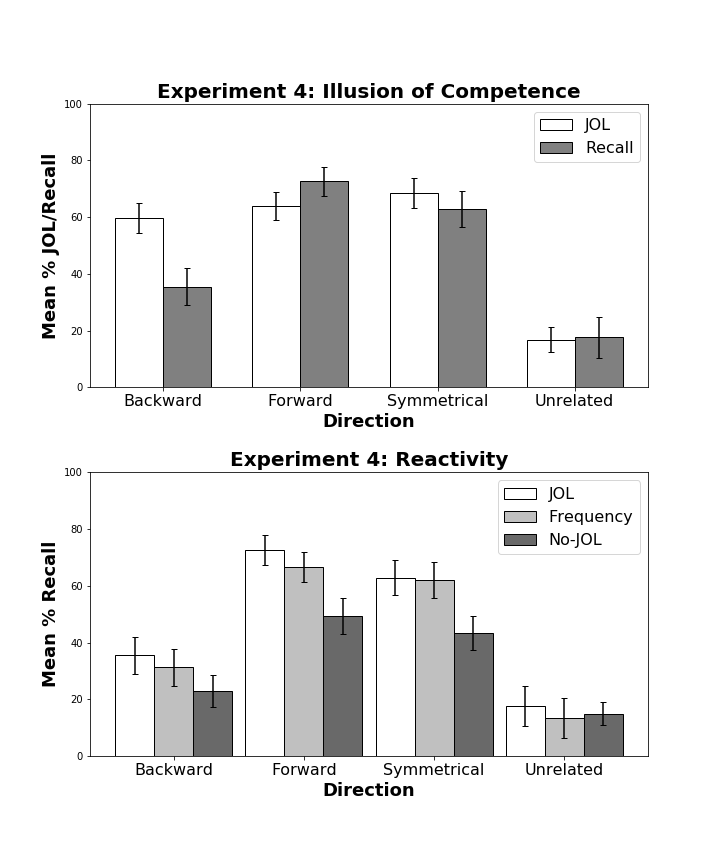 Experiment 4: Illusion of Competence
100
80
60
40
20
0
Mean % JOL/Recall
JOL
Recall
Backward Forward Symmetrical Unrelated
Direction
Experiment 4: Reactivity
100
80
60
40
20
0
Mean % Recall
JOL
Frequency
No-JOL
Backward Forward Symmetrical Unrelated
Direction